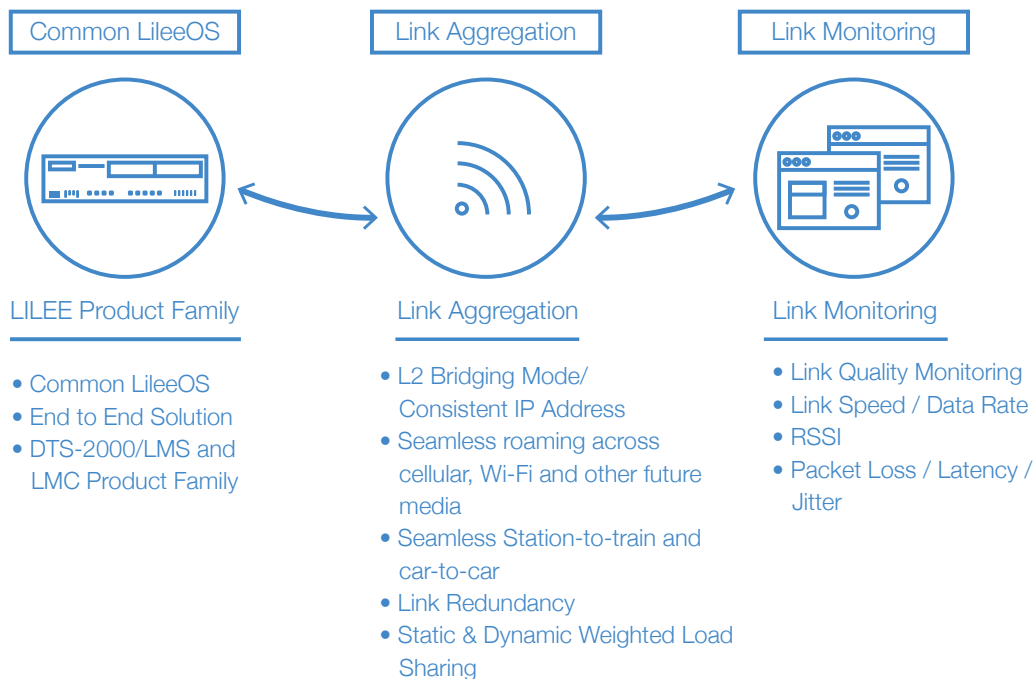 Common LileeOS
Link Aggregation
Link Monitoring
LILEE Product Family
• Common LileeOS
• End to End Solution
• DTS-2000/LMS and
LMC Product Family
Link Aggregation
• L2 Bridging Mode/
Consistent IP Address
• Seamless roaming across
cellular, Wi-Fi and other future
media
• Seamless Station-to-train and
car-to-car
• Link Redundancy
• Static & Dynamic Weighted Load
Sharing
Link Monitoring
• Link Quality Monitoring
• Link Speed / Data Rate
• RSSI
• Packet Loss / Latency /
Jitter